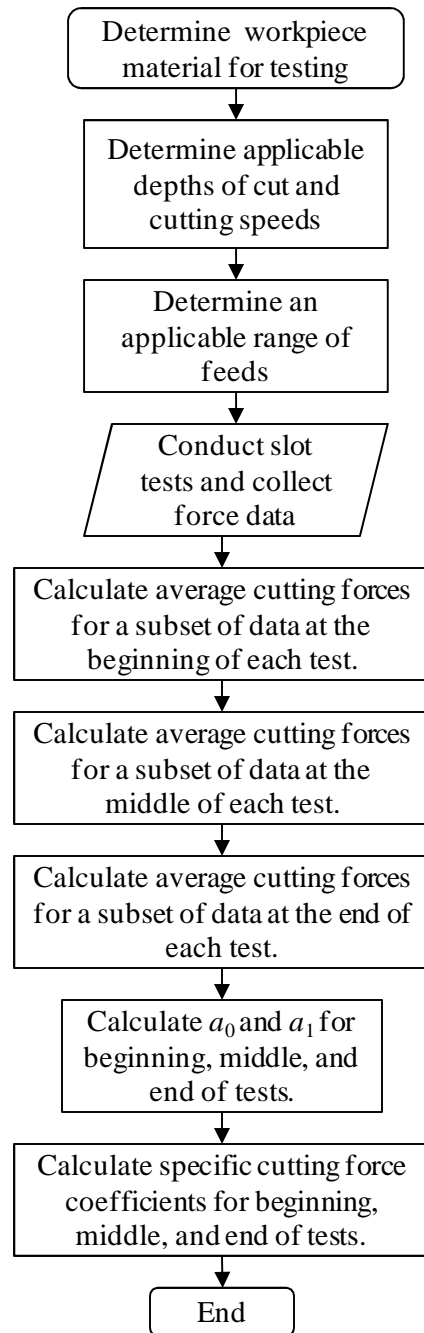 Determine workpiece
material for testing
Determine applicable
depths of cut and
cutting speeds
Determine an
applicable range of
feeds
Conduct slot
tests and collect
force data
Calculate average cutting forces
for a subset of data at the
beginning of each test.
Calculate average cutting forces
for a subset of data at the
middle of each test.
Calculate average cutting forces
for a subset of data at the end of
each test.
Calculate a0 and a1 for
beginning, middle, and
end of tests.
Calculate specific cutting force
coefficients for beginning,
middle, and end of tests.
End